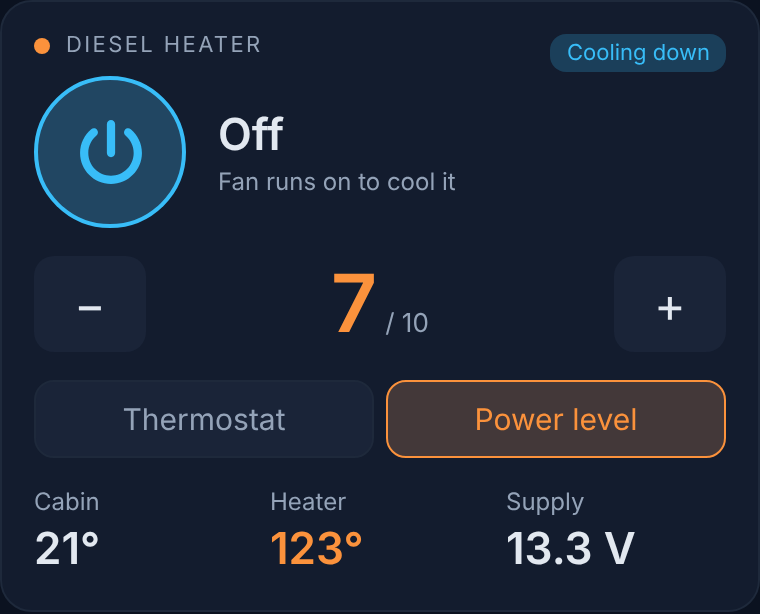 DIESEL HEATER
Cooling down
Off
Fan runs on to cool it
− 7 / 10 +
Thermostat Power level
Cabin Heater Supply
21° 123° 13.3 V